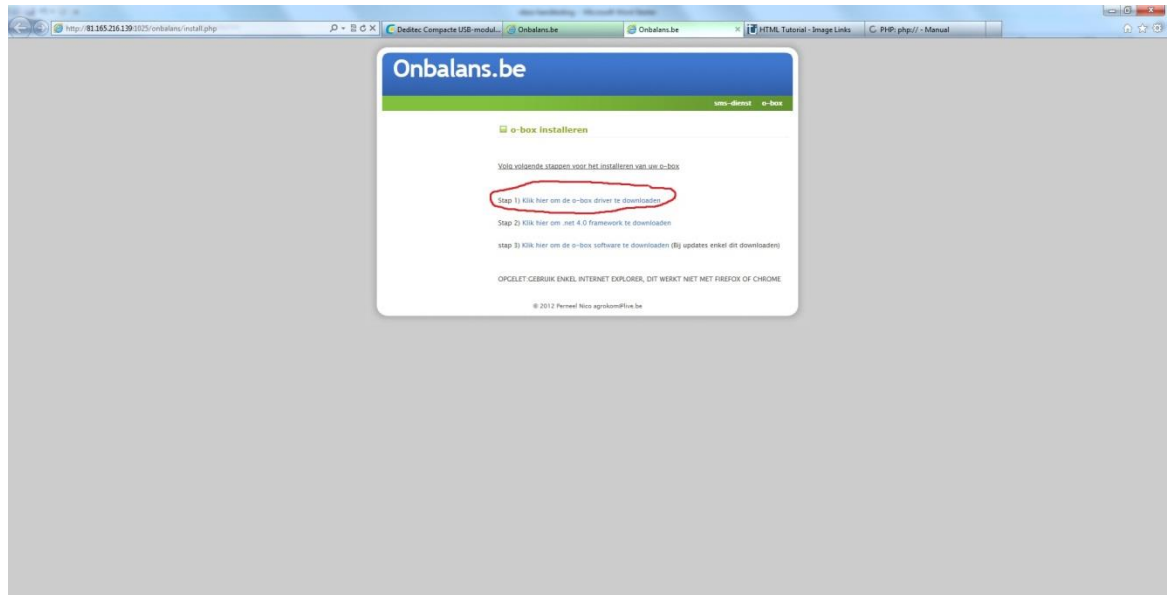 http://81.165.216.139:1025/onbalans/install.php
Deditec Compacte USB-modul...
Onbalans.be
Onbalans.be
HTML Tutorial - Image Links
PHP: php:// - Manual
Onbalans.be
sms-dienst o-box
o-box installeren
Volg volgende stappen voor het installeren van uw o-box
Stap 1) Klik hier om de o-box driver te downloaden
Stap 2) Klik hier om .net 4.0 framework te downloaden
stap 3) Klik hier om de o-box software te downloaden (Bij updates enkel dit downloaden)
OPGELET:GEBRUIK ENKEL INTERNET EXPLORER, DIT WERKT NIET MET FIREFOX OF CHROME
© 2012 Perneel Nico